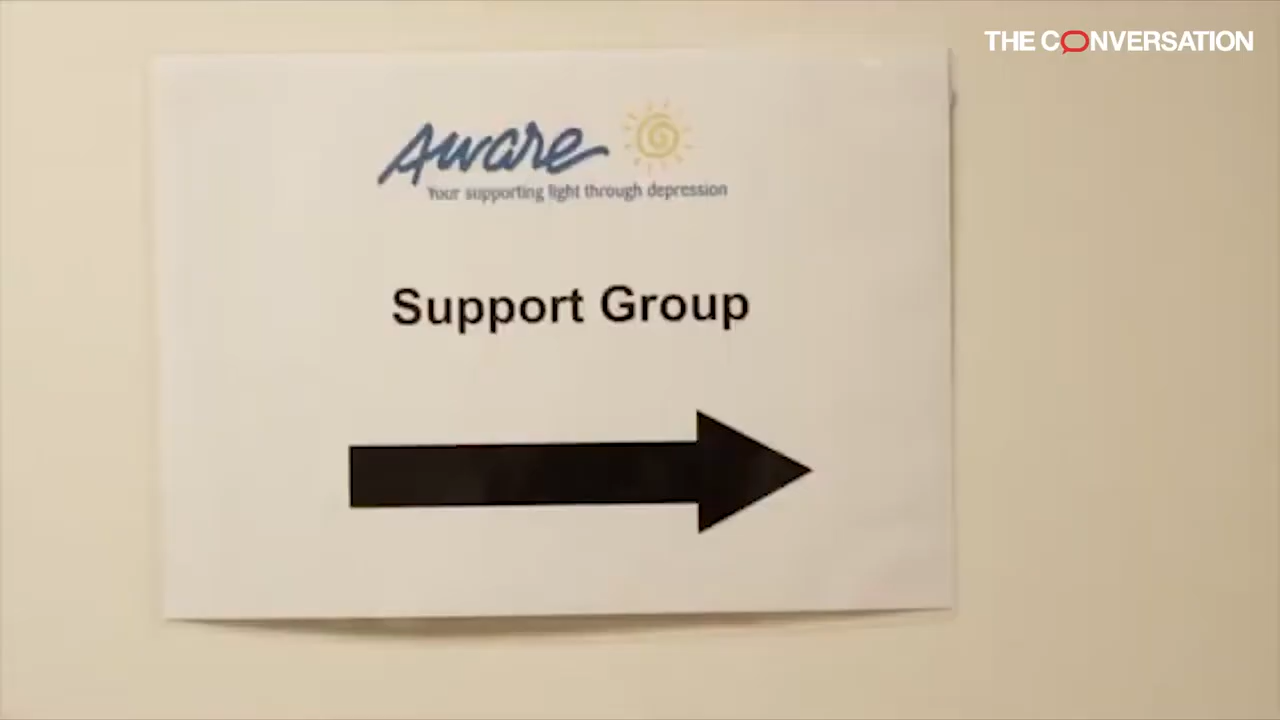 THE CONVERSATION
Aware
Your supporting light through depression
Support Group